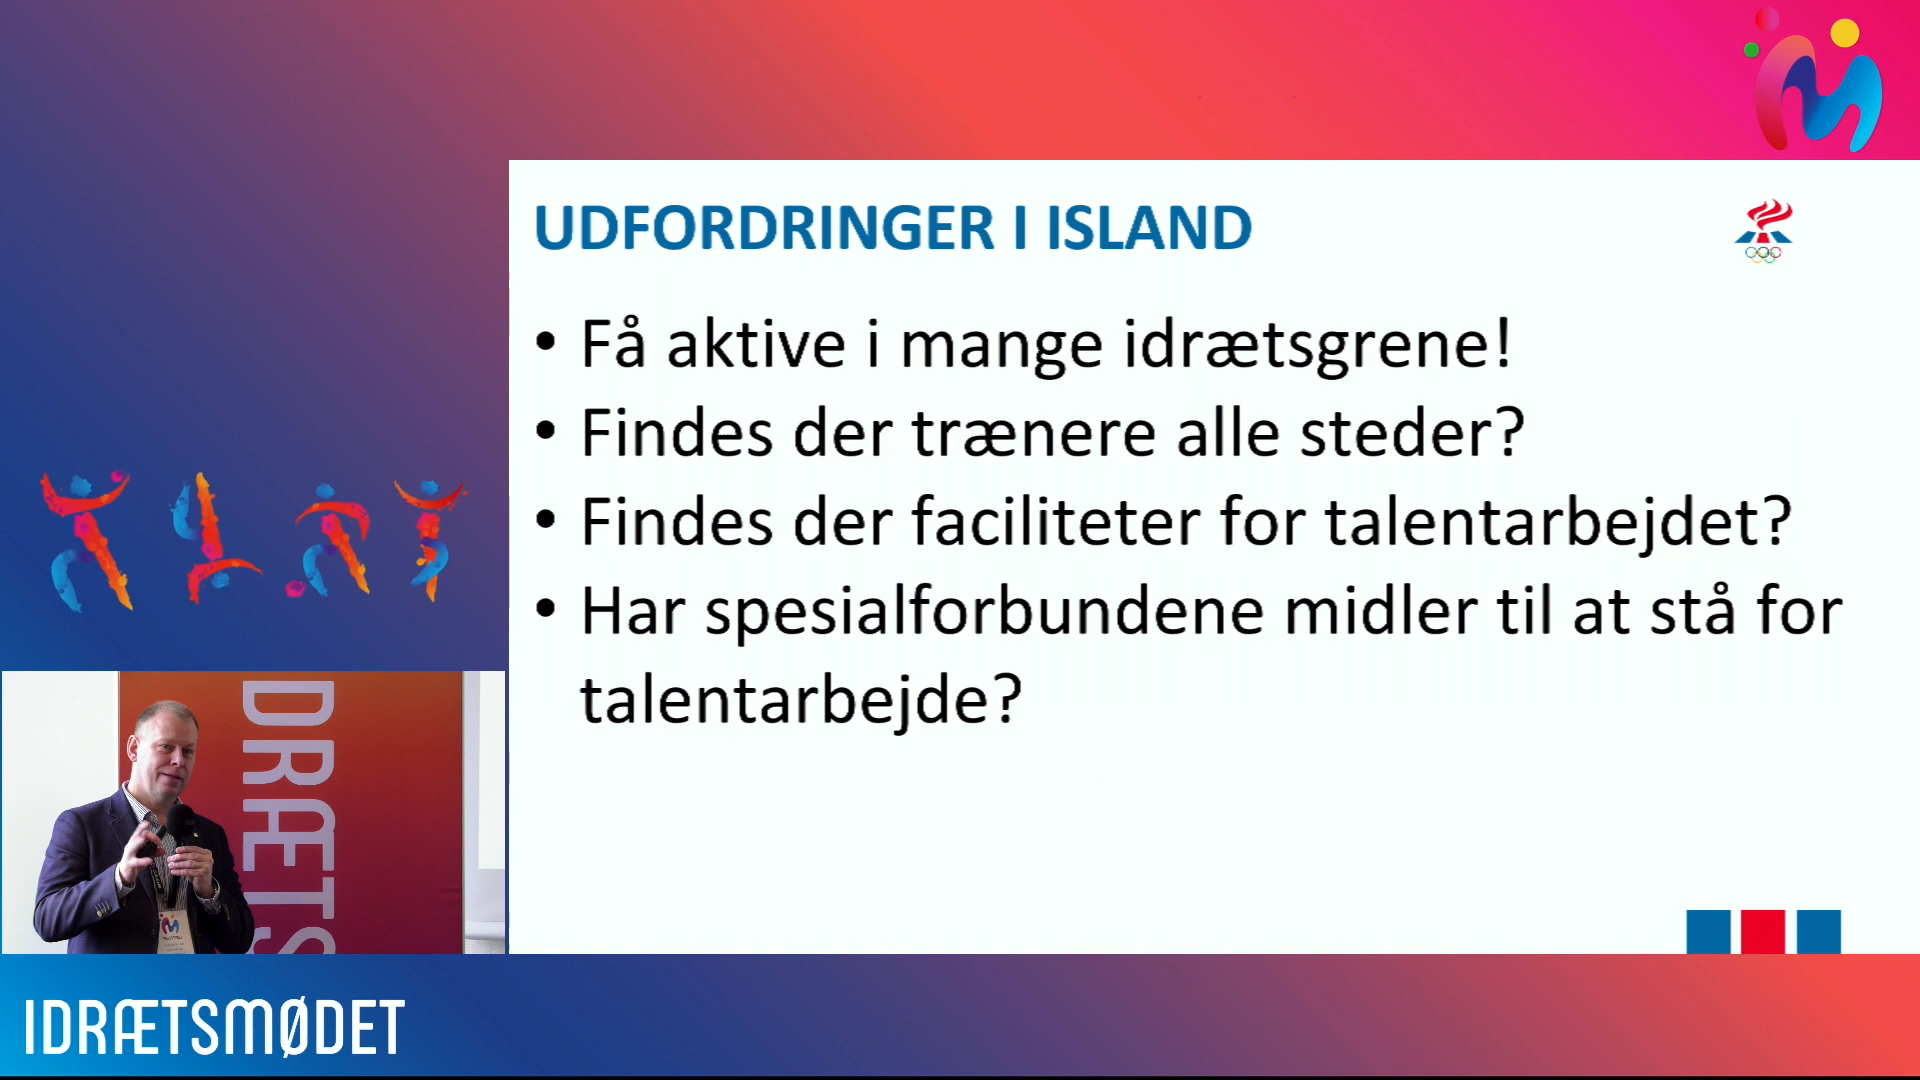 UDFORDRINGER I ISLAND
• Få aktive i mange idrætsgrene!
• Findes der trænere alle steder?
• Findes der faciliteter for talentarbejdet?
• Har spesialforbundene midler til at stå for
talentarbejde?
DRÆTS
IDRÆTSMØDET